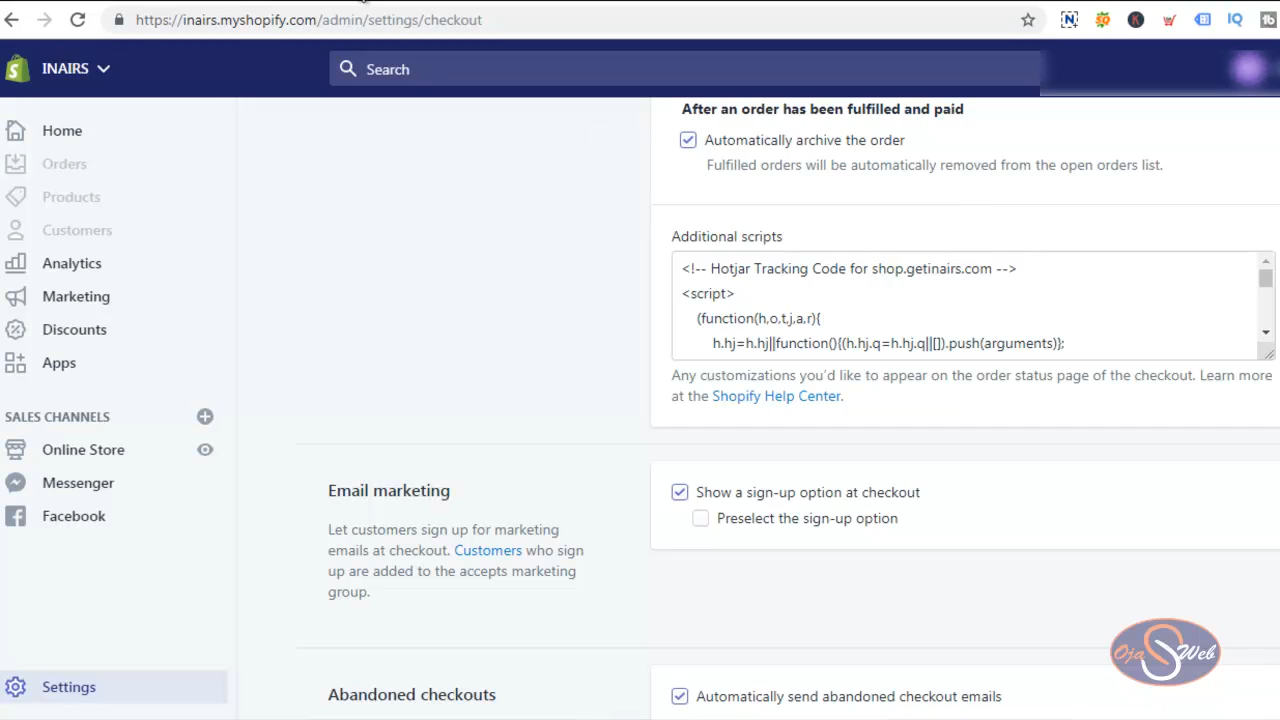 https://inairs.myshopify.com/admin/settings/checkout
INAIRS
Search
Home
Orders
Products
Customers
Analytics
Marketing
Discounts
Apps
SALES CHANNELS
Online Store
Messenger
Facebook
Settings
After an order has been fulfilled and paid
Automatically archive the order
Fulfilled orders will be automatically removed from the open orders list.
Additional scripts
<!-- Hotjar Tracking Code for shop.getinairs.com -->
<script>
(function(h,o,t,j,a,r){
h.hj=h.hj||function(){(h.hj.q=h.hj.q||[]).push(arguments)};
Any customizations you'd like to appear on the order status page of the checkout. Learn more
at the Shopify Help Center.
Email marketing
Let customers sign up for marketing
emails at checkout. Customers who sign
up are added to the accepts marketing
group.
Show a sign-up option at checkout
Preselect the sign-up option
Abandoned checkouts
Automatically send abandoned checkout emails
Ojas Web